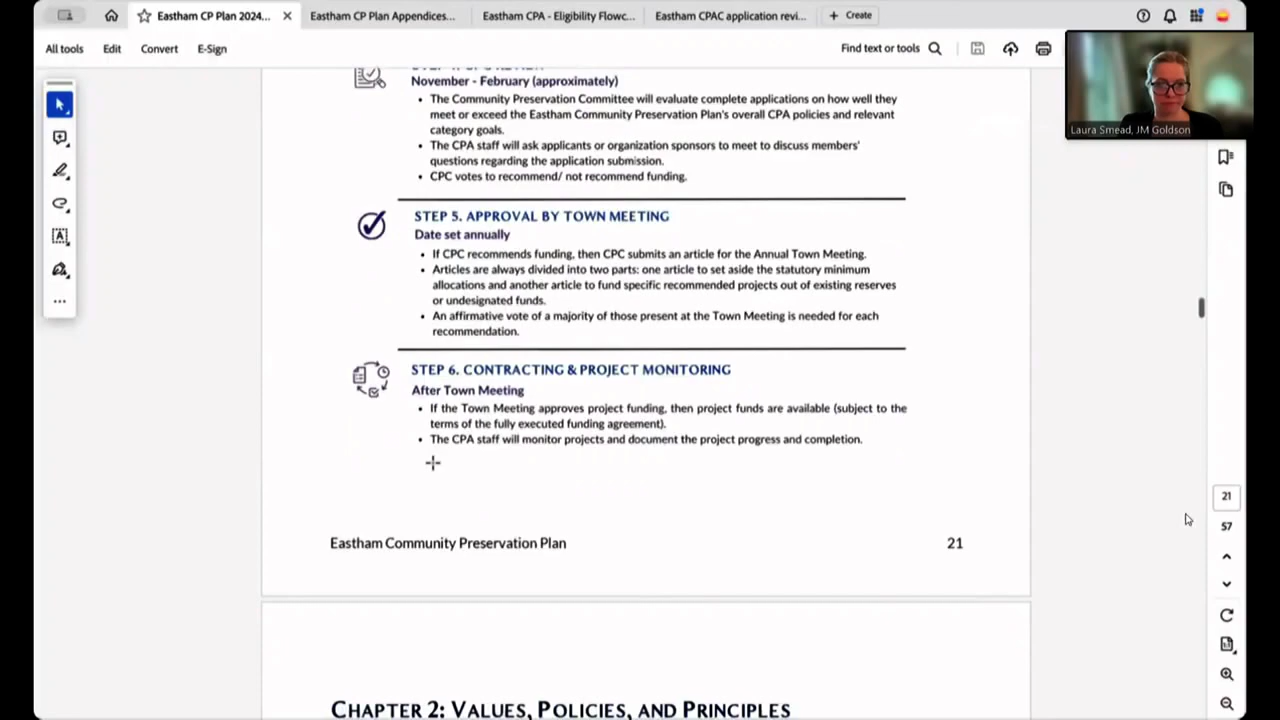 Eastham CP Plan 2024...
Eastham CP Plan Appendices...
Eastham CPA - Eligibility Flowc...
Eastham CPAC application revi...
Create
All tools
Edit
Convert
E-Sign
Find text or tools
Laura Smead, JM Goldson
November - February (approximately)
• The Community Preservation Committee will evaluate complete applications on how well they
meet or exceed the Eastham Community Preservation Plan's overall CPA policies and relevant
category goals.
• The CPA staff will ask applicants or organization sponsors to meet to discuss members'
questions regarding the application submission.
• CPC votes to recommend/ not recommend funding.
STEP 5. APPROVAL BY TOWN MEETING
Date set annually
• If CPC recommends funding, then CPC submits an article for the Annual Town Meeting.
• Articles are always divided into two parts: one article to set aside the statutory minimum
allocations and another article to fund specific recommended projects out of existing reserves
or undesignated funds.
• An affirmative vote of a majority of those present at the Town Meeting is needed for each
recommendation.
STEP 6. CONTRACTING & PROJECT MONITORING
After Town Meeting
• If the Town Meeting approves project funding, then project funds are available (subject to the
terms of the fully executed funding agreement).
• The CPA staff will monitor projects and document the project progress and completion.
Eastham Community Preservation Plan
21
21
57
CHAPTER 2: VALUES, POLICIES, AND PRINCIPLES